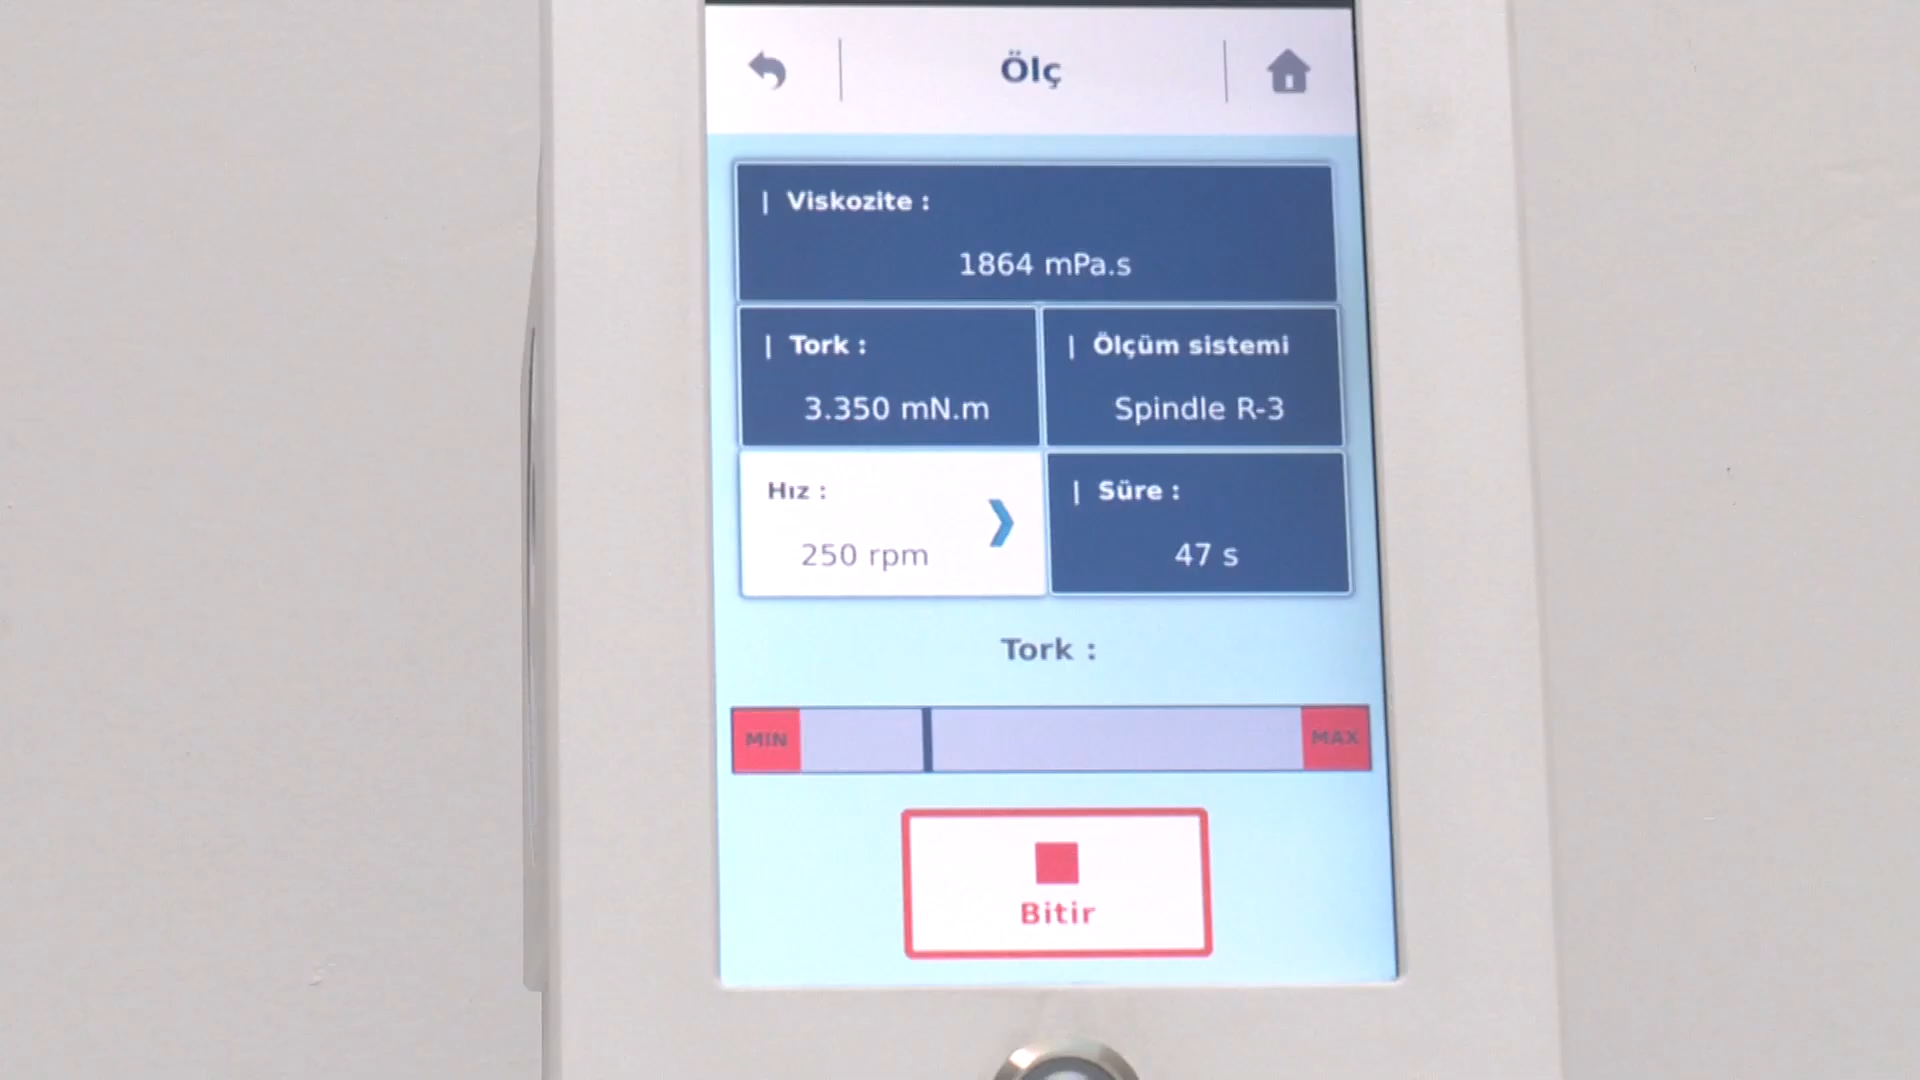 Ölç
| Viskozite :
1864 mPa.s
| Tork :
3.350 mN.m
| Ölçüm sistemi
Spindle R-3
Hız :
250 rpm
| Süre :
47 s
Tork :
MIN
MAX
Bitir